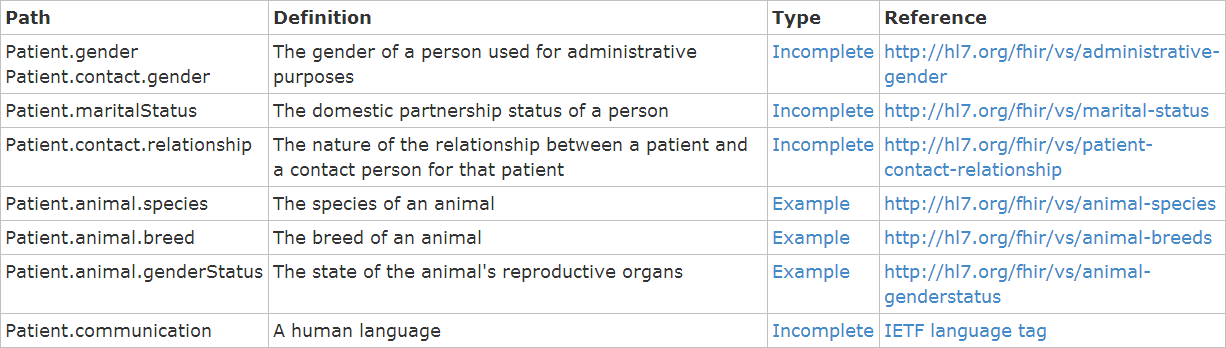 Path Definition Type Reference
Patient.gender The gender of a person used for administrative Incomplete http://hl7.org/fhir/vs/administrative-
Patient.contact.gender purposes gender
Patient.maritalStatus The domestic partnership status of a person Incomplete http://hl7.org/fhir/vs/marital-status
Patient.contact.relationship The nature of the relationship between a patient and Incomplete http://hl7.org/fhir/vs/patient-
a contact person for that patient contact-relationship
Patient.animal.species The species of an animal Example http://hl7.org/fhir/vs/animal-species
Patient.animal.breed The breed of an animal Example http://hl7.org/fhir/vs/animal-breeds
Patient.animal.genderStatus The state of the animal's reproductive organs Example http://hl7.org/fhir/vs/animal-
genderstatus
Patient.communication A human language Incomplete IETF language tag